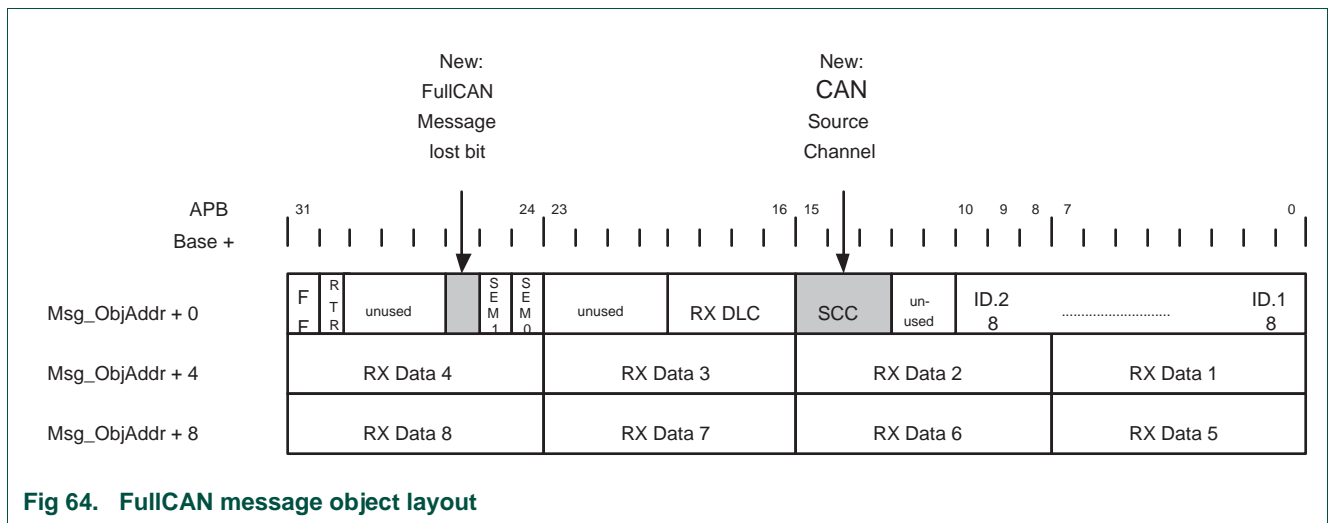 New:
FullCAN
Message
lost bit
New:
CAN
Source
Channel
APB
Base +
31 24 23 16 15 10 9 8 7 0
Msg_ObjAddr + 0
F
F
R
T
R
unused
S
E
M
1
S
E
M
0
unused
RX DLC
SCC
un-
used
ID.2
8
............................
ID.1
8
Msg_ObjAddr + 4 RX Data 4 RX Data 3 RX Data 2 RX Data 1
Msg_ObjAddr + 8 RX Data 8 RX Data 7 RX Data 6 RX Data 5
Fig 64. FullCAN message object layout